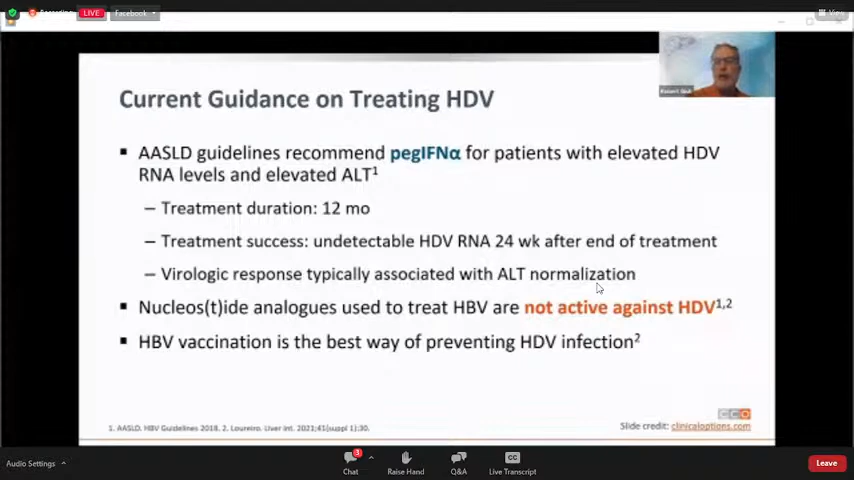 LIVE
Facebook
View
Current Guidance on Treating HDV
▪ AASLD guidelines recommend pegIFNα for patients with elevated HDV
RNA levels and elevated ALT1
– Treatment duration: 12 mo
– Treatment success: undetectable HDV RNA 24 wk after end of treatment
– Virologic response typically associated with ALT normalization
▪ Nucleos(t)ide analogues used to treat HBV are not active against HDV1,2
▪ HBV vaccination is the best way of preventing HDV infection2
CCO
1. AASLD. HBV Guidelines 2018. 2. Loureiro. Liver Int. 2021;41(suppl 1):30.
Slide credit: clinicaloptions.com
Audio Settings
3
Chat
Raise Hand
Q&A
CC
Live Transcript
Leave